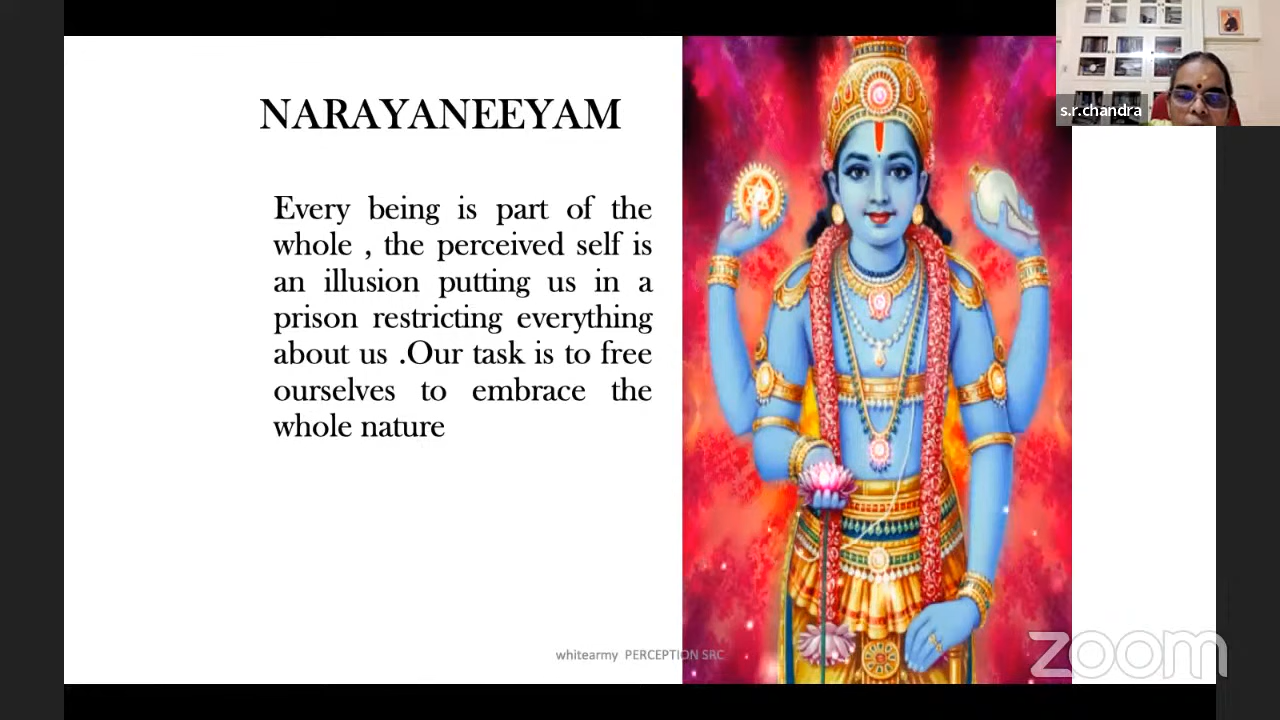 s.r.chandra
NARAYANEEYAM
Every being is part of the
whole , the perceived self is
an illusion putting us in a
prison restricting everything
about us .Our task is to free
ourselves to embrace the
whole nature
whitearmy PERCEPTION SRC
zoom